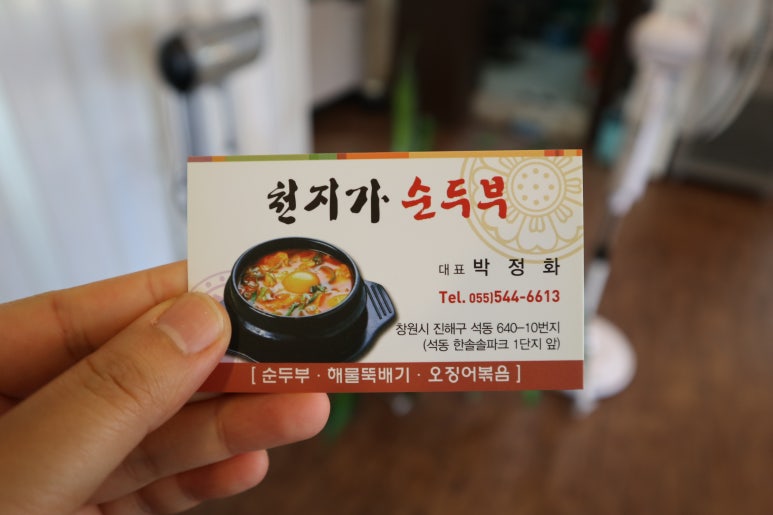 천지가 순두부
대표 박 정 화
Tel. 055)544-6613
창원시 진해구 석동 640-10번지
(석동 한솔솔파크 1단지 앞)
[ 순두부 · 해물뚝배기 · 오징어볶음 ]